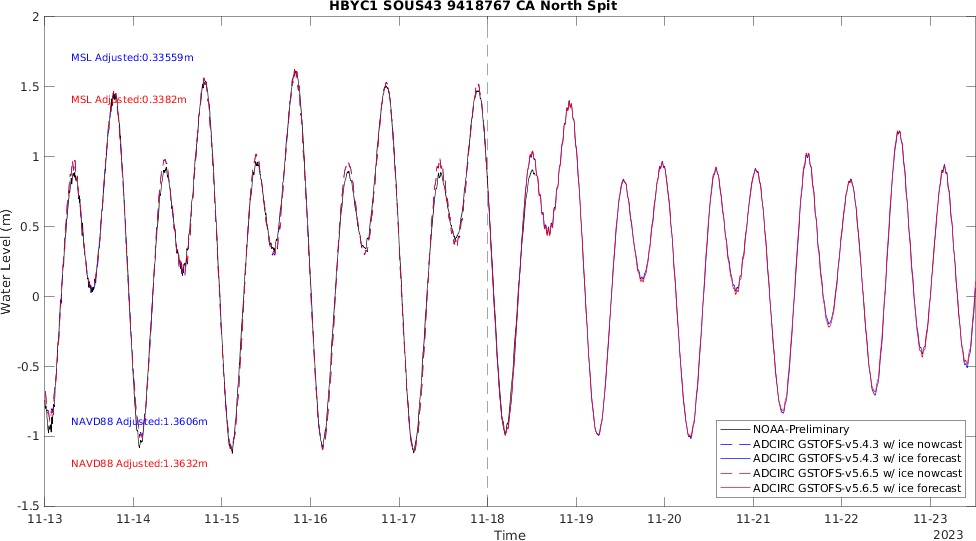 HBYC1 SOUS43 9418767 CA North Spit
2
1.5
1
0.5
0
-0.5
-1
-1.5
Water Level (m)
MSL Adjusted:0.33559m
MSL Adjusted:0.3382m
NAVD88 Adjusted:1.3606m
NAVD88 Adjusted:1.3632m
NOAA-Preliminary
ADCIRC GSTOFS-v5.4.3 w/ ice nowcast
ADCIRC GSTOFS-v5.4.3 w/ ice forecast
ADCIRC GSTOFS-v5.6.5 w/ ice nowcast
ADCIRC GSTOFS-v5.6.5 w/ ice forecast
11-13 11-14 11-15 11-16 11-17 11-18 11-19 11-20 11-21 11-22 11-23
Time
2023